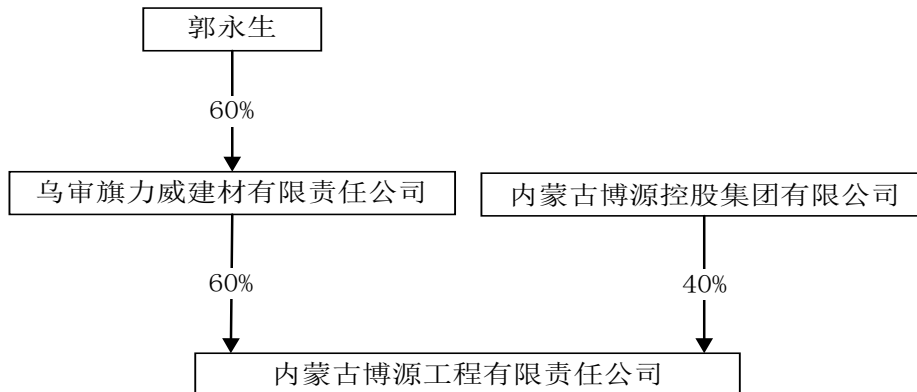 郭永生
60%
乌审旗力威建材有限责任公司
内蒙古博源控股集团有限公司
60%
40%
内蒙古博源工程有限责任公司